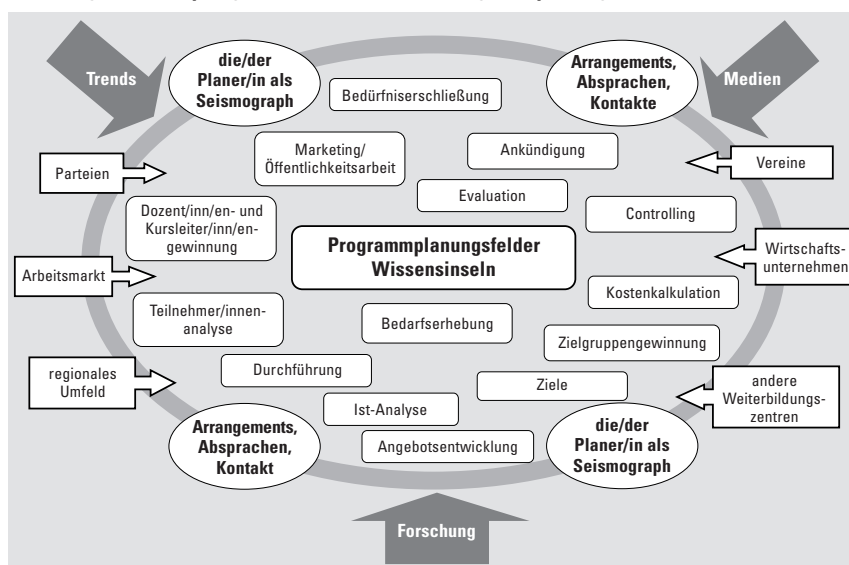 Trends
die/der
Planer/in als
Seismograph
Arrangements,
Absprachen,
Kontakte
Medien
Bedürfniserschließung
Marketing/
Öffentlichkeitsarbeit
Ankündigung
Parteien
Vereine
Evaluation
Dozent/inn/en- und
Kursleiter/inn/en-
gewinnung
Controlling
Programmplanungsfelder
Wissensinseln
Wirtschafts-
unternehmen
Arbeitsmarkt
Kostenkalkulation
Teilnehmer/innen-
analyse
Bedarfserhebung
Zielgruppengewinnung
regionales
Umfeld
Durchführung
Ziele
andere
Weiterbildungs-
zentren
Ist-Analyse
Arrangements,
Absprachen,
Kontakt
Angebotsentwicklung
die/der
Planer/in als
Seismograph
Forschung